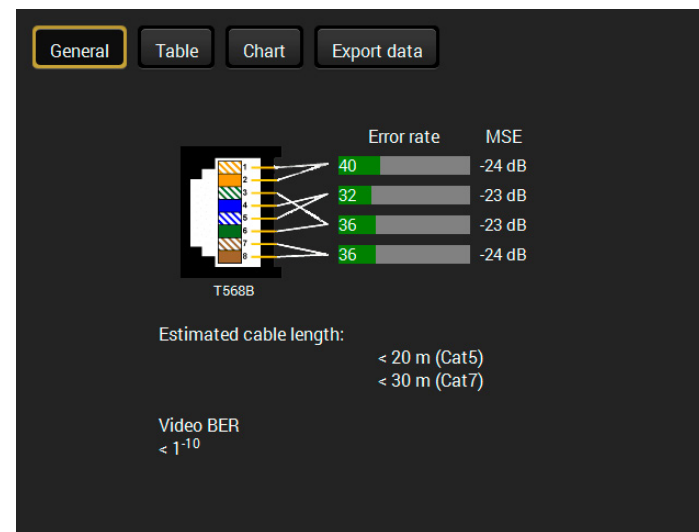 General Table Chart Export data
Error rate MSE
1 40 -24 dB
2
3 32 -23 dB
4
5 36 -23 dB
6
7 36 -24 dB
8
T568B
Estimated cable length:
< 20 m (Cat5)
< 30 m (Cat7)
Video BER
< 1⁻¹⁰